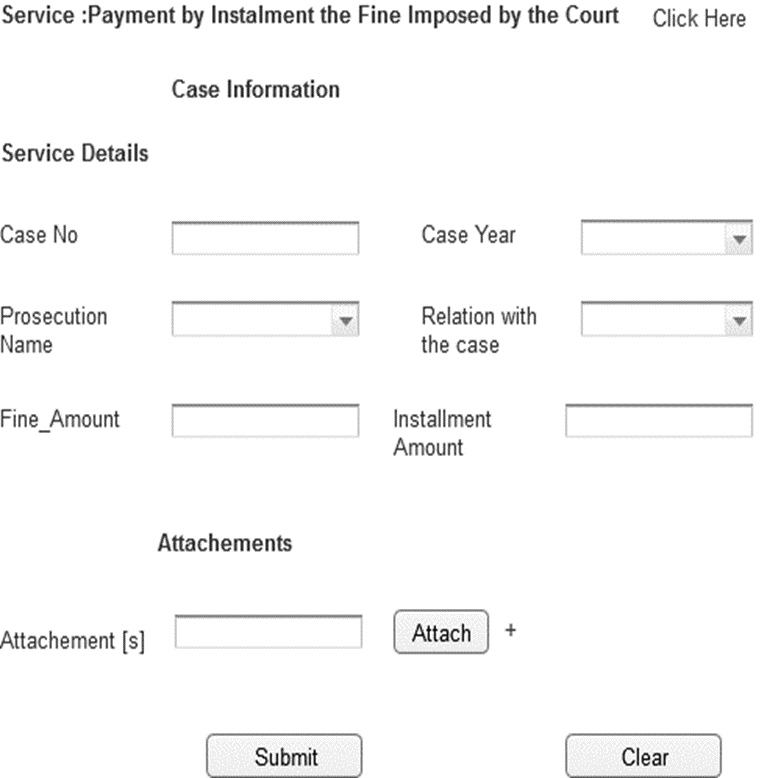 Service :Payment by Instalment the Fine Imposed by the Court Click Here
Case Information
Service Details
Case No Case Year
Prosecution Name Relation with the case
Fine_Amount Installment Amount
Attachements
Attachement [s] Attach +
Submit Clear